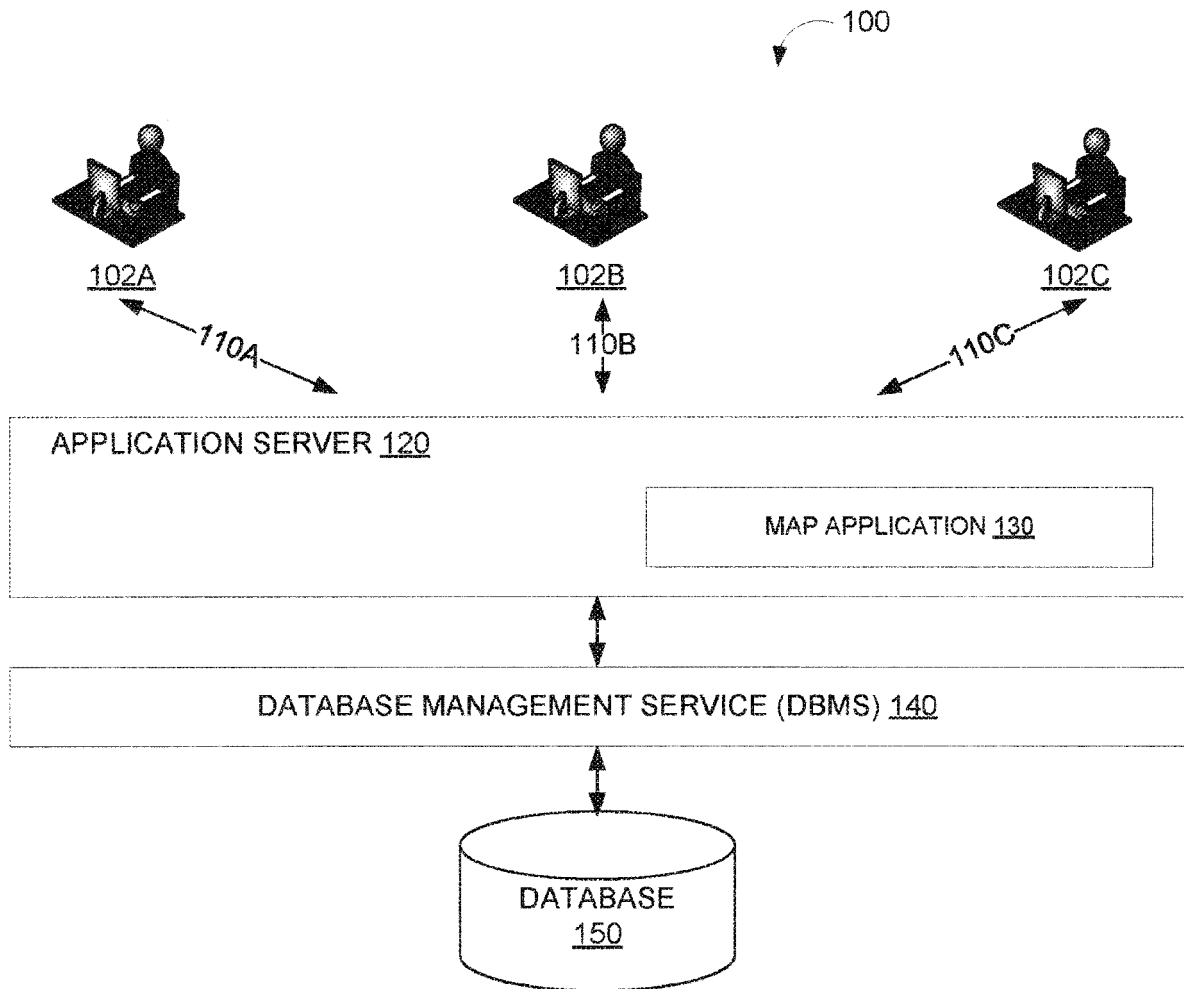 100
102A
102B
102C
110A
110B
110C
APPLICATION SERVER 120
MAP APPLICATION 130
DATABASE MANAGEMENT SERVICE (DBMS) 140
DATABASE
150